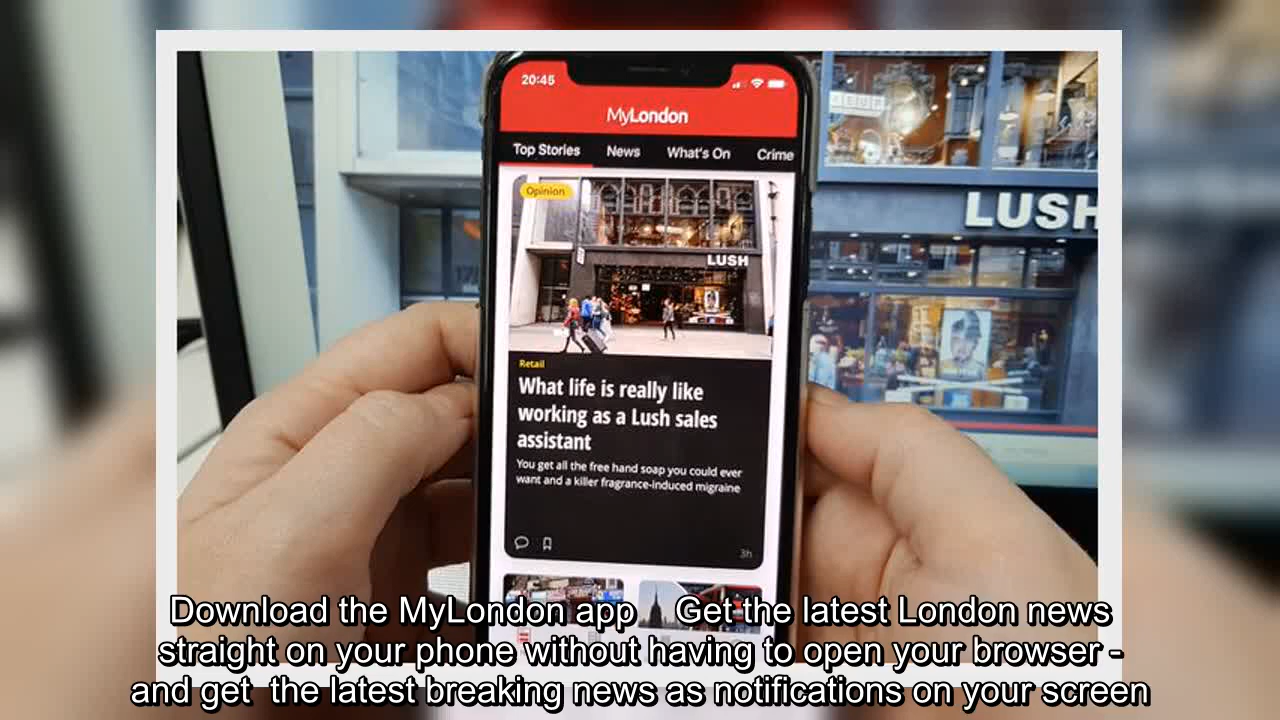 20:45
MyLondon
Top Stories News What's On Crime
Opinion
LUSH
LUSH
Retail
What life is really like
working as a Lush sales
assistant
You get all the free hand soap you could ever
want and a killer fragrance-induced migraine
3h
Download the MyLondon app Get the latest London news
straight on your phone without having to open your browser -
and get the latest breaking news as notifications on your screen